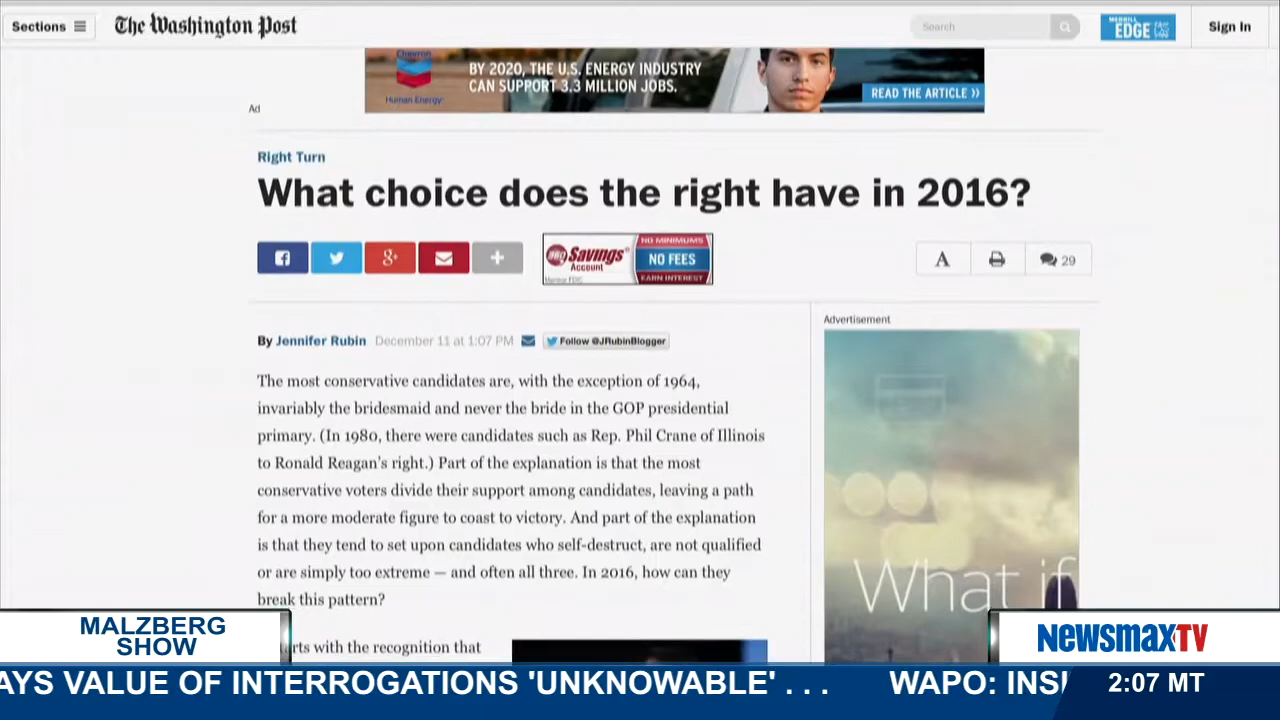 Sections
The Washington Post
Search
MERRILL
EDGE
Sign In
Chevron
Human Energy
BY 2020, THE U.S. ENERGY INDUSTRY
CAN SUPPORT 3.3 MILLION JOBS.
READ THE ARTICLE »
Ad
Right Turn
What choice does the right have in 2016?
g+
+
360 Savings
Account
Member FDIC
NO MINIMUMS
NO FEES
EARN INTEREST
A
29
By Jennifer Rubin December 11 at 1:07 PM Follow @JRubinBlogger
Advertisement
The most conservative candidates are, with the exception of 1964,
invariably the bridesmaid and never the bride in the GOP presidential
primary. (In 1980, there were candidates such as Rep. Phil Crane of Illinois
to Ronald Reagan's right.) Part of the explanation is that the most
conservative voters divide their support among candidates, leaving a path
for a more moderate figure to coast to victory. And part of the explanation
is that they tend to set upon candidates who self-destruct, are not qualified
or are simply too extreme — and often all three. In 2016, how can they
break this pattern?
rts with the recognition that
What if
MALZBERG
SHOW
NEWSMAXTV
AYS VALUE OF INTERROGATIONS 'UNKNOWABLE' . . . WAPO: INSI
2:07 MT